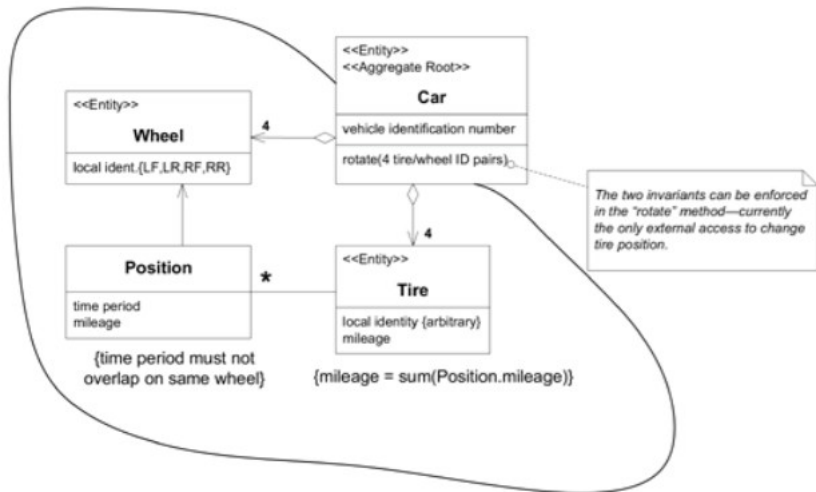 <<Entity>>
<<Aggregate Root>>
Car
vehicle identification number
rotate(4 tire/wheel ID pairs)
<<Entity>>
Wheel
local ident.{LF,LR,RF,RR}
4
The two invariants can be enforced
in the “rotate” method—currently
the only external access to change
tire position.
4
Position
time period
mileage
*
<<Entity>>
Tire
local identity {arbitrary}
mileage
{time period must not
overlap on same wheel}
{mileage = sum(Position.mileage)}